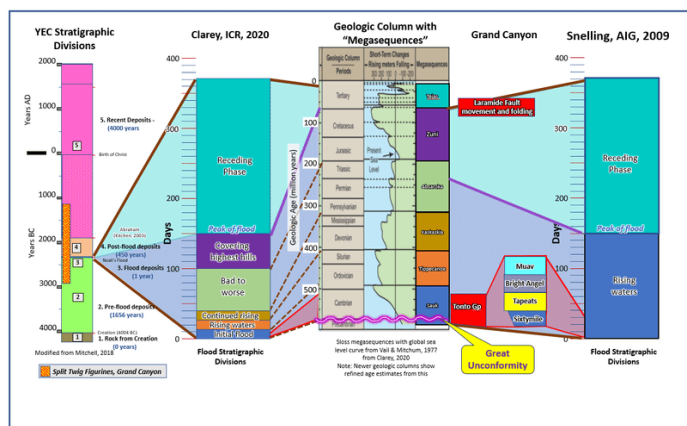 YEC Stratigraphic
Divisions
Clarey, ICR, 2020
Geologic Column with
"Megasequences"
Grand Canyon
Snelling, AIG, 2009
2000
1000
0
1000
2000
3000
4000
Years AD
Years BC
5. Recent Deposits -
(4000 years
5
Birth of Christ
4
4. Post-flood deposits
(450 years)
Noah's flood
3. Flood deposits
(1 year)
3
2
2. Pre-flood deposits
(1656 years)
Creation (4004 BC)
1
1. Rock from Creation
(0 years)
Modified from Mitchell, 2018
Split Twig Figurines, Grand Canyon
400
300
200
100
0
Days
Receding
Phase
Peak of flood
Covering
highest hills
Bad to
worse
Continued rising
Rising waters
Initial flood
Flood Stratigraphic
Divisions
Geologic Column
Periods
Short-Term Changes
Rising meters Falling
Megasequences
0
100
200
300
400
500
Geologic Age (million years)
Tertiary
Cretaceous
Jurassic
Triassic
Permian
Pennsylvanian
Mississippian
Devonian
Silurian
Ordovician
Cambrian
Present
Sea
Level
Tejas
Zuni
Absaroka
Kaskaskia
Tippecanoe
Sauk
Sloss megasequences with global sea
level curve from Vail & Mitchum, 1977
from Clarey, 2020
Note: Newer geologic columns show
refined age estimates from this
Laramide Fault
movement and folding
Tonto Gp
Muav
Bright Angel
Tapeats
Sixtymile
Great
Unconformity
400
300
200
100
0
Days
Receding
Phase
Peak of flood
Rising
waters
Flood Stratigraphic
Divisions